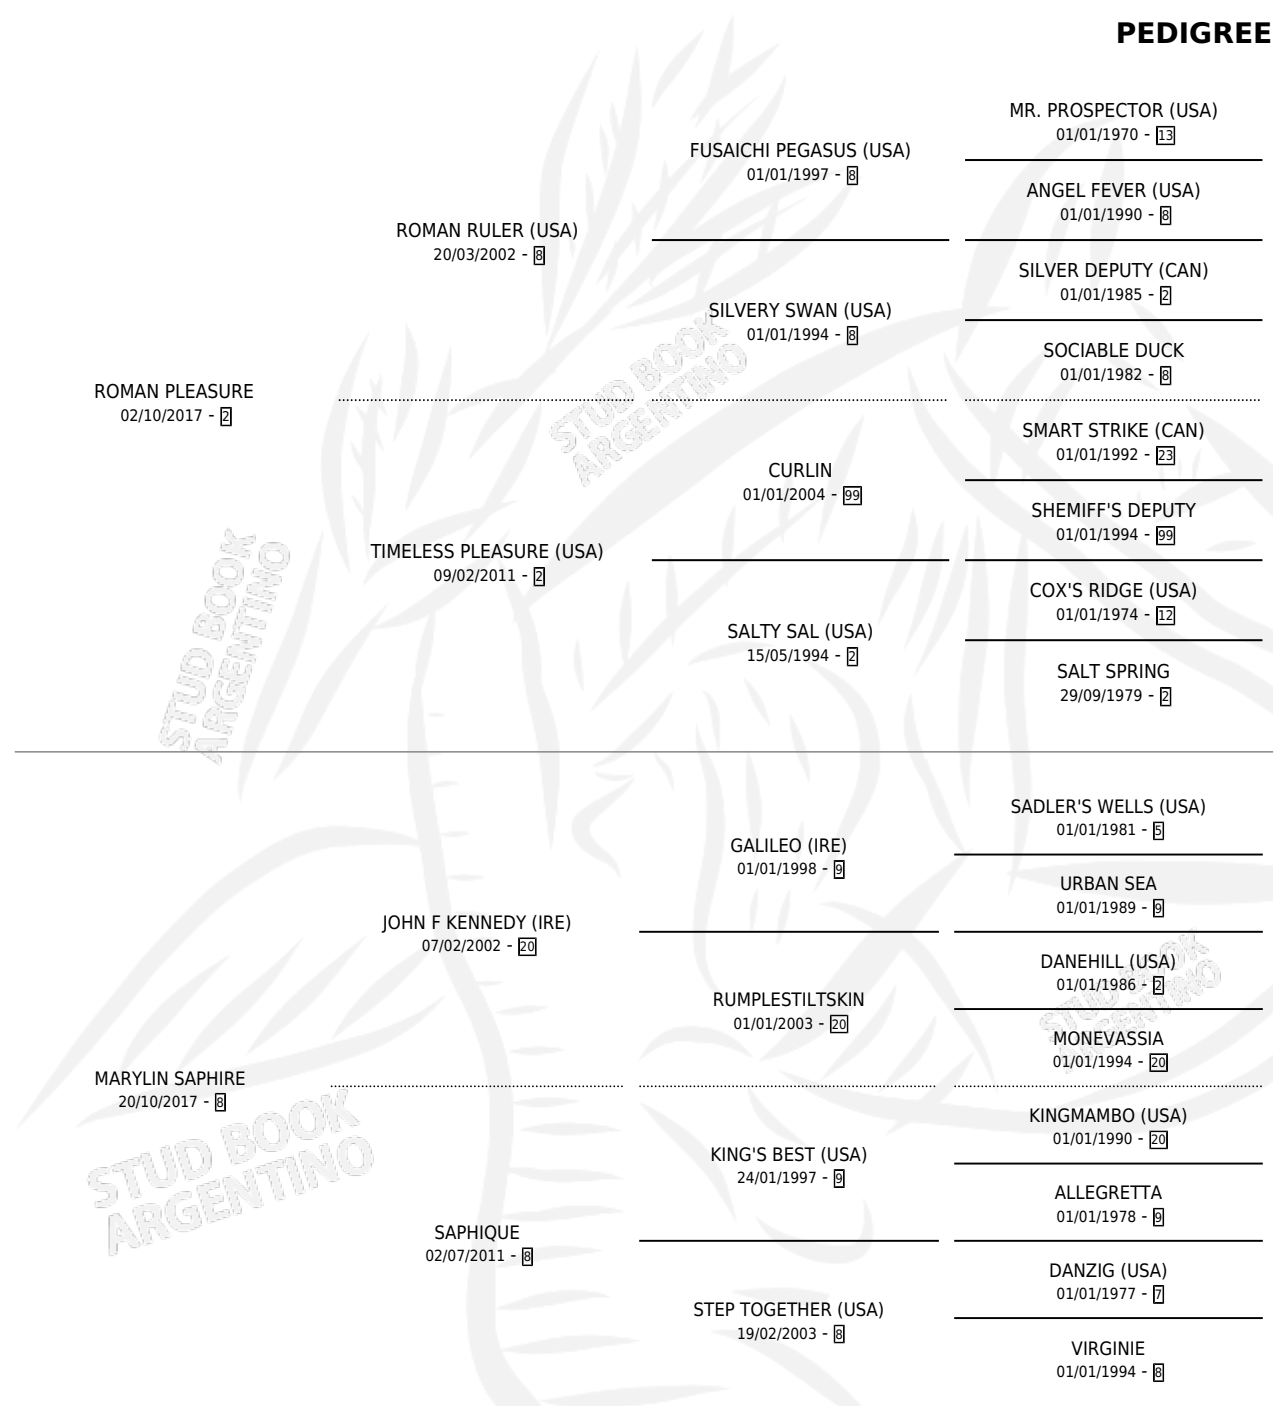 PEDIGREE
MR. PROSPECTOR (USA)
01/01/1970 - 13
FUSAICHI PEGASUS (USA)
01/01/1997 - 8
ANGEL FEVER (USA)
01/01/1990 - 8
ROMAN RULER (USA)
20/03/2002 - 8
SILVER DEPUTY (CAN)
01/01/1985 - 2
SILVERY SWAN (USA)
01/01/1994 - 8
SOCIABLE DUCK
01/01/1982 - 8
ROMAN PLEASURE
02/10/2017 - 2
STUD BOOK
ARGENTINO
SMART STRIKE (CAN)
01/01/1992 - 23
CURLIN
01/01/2004 - 99
SHEMIFF'S DEPUTY
01/01/1994 - 99
TIMELESS PLEASURE (USA)
09/02/2011 - 2
COX'S RIDGE (USA)
01/01/1974 - 12
SALTY SAL (USA)
15/05/1994 - 2
SALT SPRING
29/09/1979 - 2
STUD BOOK
ARGENTINO
SADLER'S WELLS (USA)
01/01/1981 - 5
GALILEO (IRE)
01/01/1998 - 9
URBAN SEA
01/01/1989 - 9
JOHN F KENNEDY (IRE)
07/02/2002 - 20
DANEHILL (USA)
01/01/1986 - 2
STUD BOOK
ARGENTINO
RUMPLESTILTSKIN
01/01/2003 - 20
MONEVASSIA
01/01/1994 - 20
MARYLIN SAPHIRE
20/10/2017 - 8
STUD BOOK
ARGENTINO
KINGMAMBO (USA)
01/01/1990 - 20
KING'S BEST (USA)
24/01/1997 - 9
ALLEGRETTA
01/01/1978 - 9
SAPHIQUE
02/07/2011 - 8
DANZIG (USA)
01/01/1977 - 7
STEP TOGETHER (USA)
19/02/2003 - 8
VIRGINIE
01/01/1994 - 8